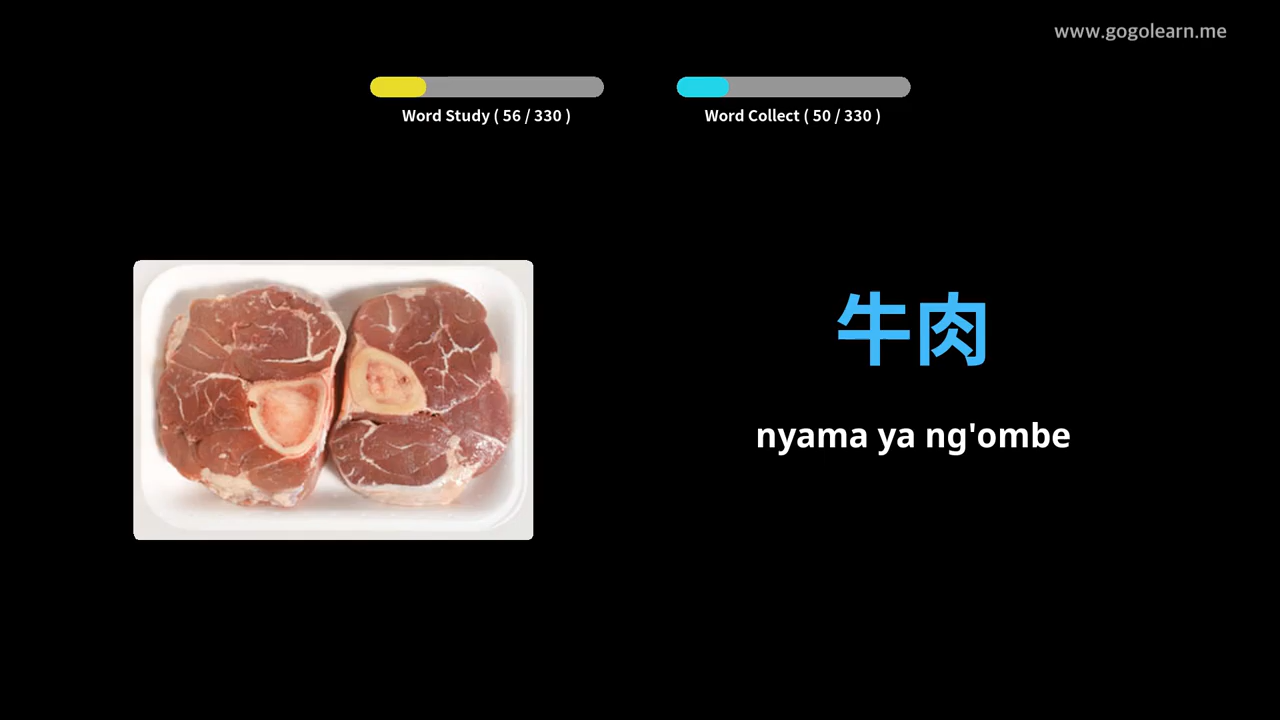 www.gogolearn.me
Word Study ( 56 / 330 )
Word Collect ( 50 / 330 )
牛肉
nyama ya ng'ombe